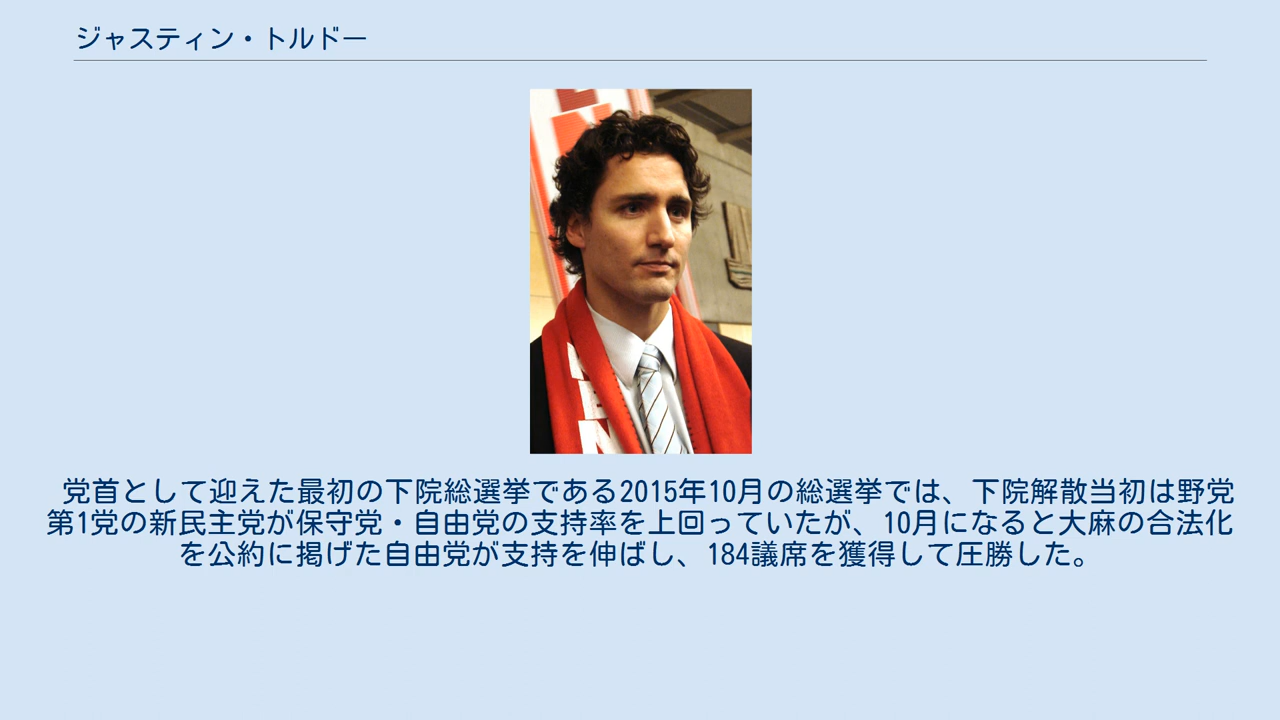 ジャスティン・トルドー
党首として迎えた最初の下院総選挙である2015年10月の総選挙では、下院解散当初は野党
第1党の新民主党が保守党・自由党の支持率を上回っていたが、10月になると大麻の合法化
を公約に掲げた自由党が支持を伸ばし、184議席を獲得して圧勝した。